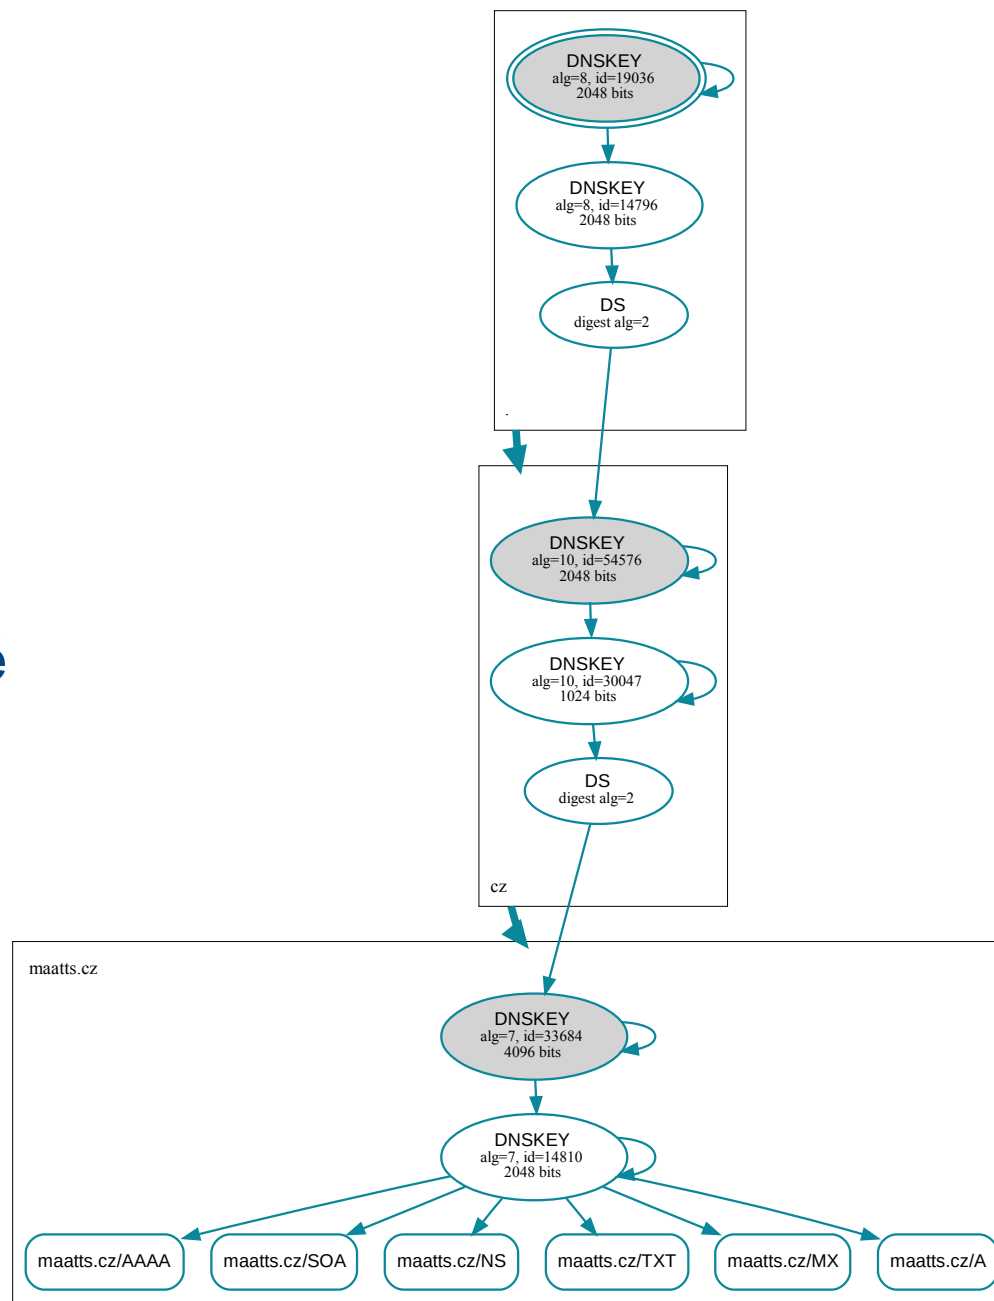 DNSKEY
alg=8, id=19036
2048 bits
DNSKEY
alg=8, id=14796
2048 bits
DS
digest alg=2
.
DNSKEY
alg=10, id=54576
2048 bits
DNSKEY
alg=10, id=30047
1024 bits
DS
digest alg=2
cz
maatts.cz
DNSKEY
alg=7, id=33684
4096 bits
DNSKEY
alg=7, id=14810
2048 bits
maatts.cz/AAAA
maatts.cz/SOA
maatts.cz/NS
maatts.cz/TXT
maatts.cz/MX
maatts.cz/A